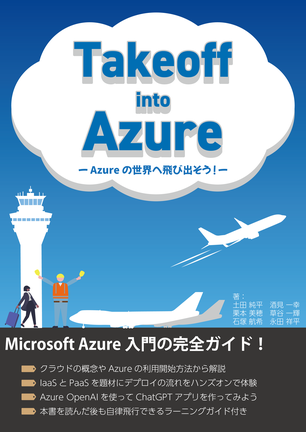 Takeoff
into
Azure
ーAzureの世界へ飛び出そう！ー
著：
土田 純平 酒見 一幸
栗本 美穂 草谷 一輝
石塚 航希 永田 祥平
Microsoft Azure 入門の完全ガイド！
クラウドの概念や Azure の利用開始方法から解説
IaaS と PaaS を題材にデプロイの流れをハンズオンで体験
Azure OpenAI を使って ChatGPT アプリを作ってみよう
本書を読んだ後も自律飛行できるラーニングガイド付き